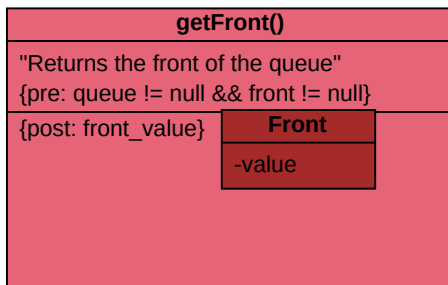 getFront()
"Returns the front of the queue"
{pre: queue != null && front != null}
{post: front_value}
Front
-value